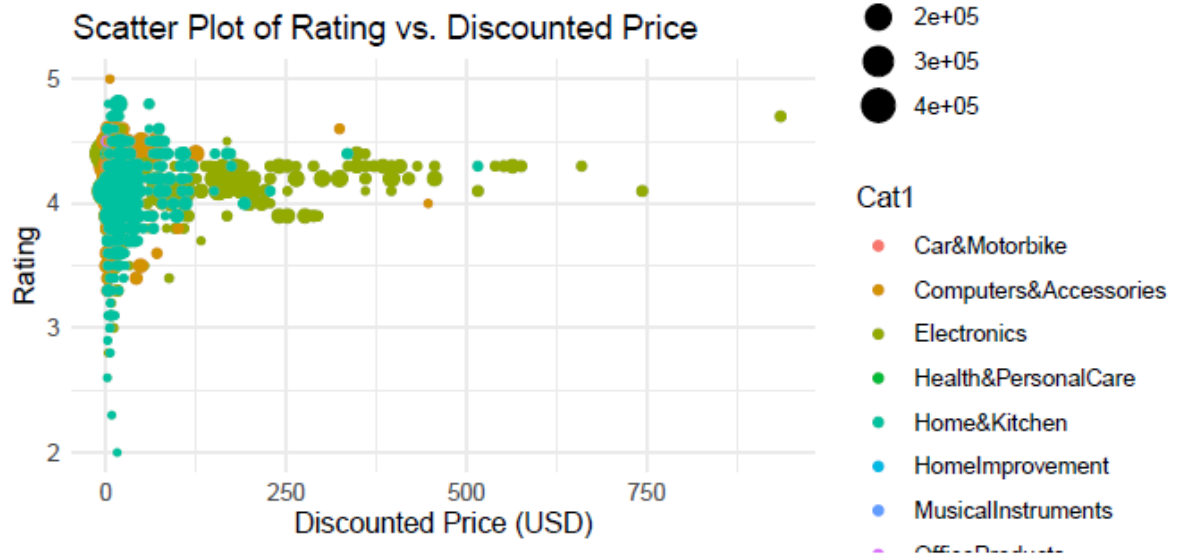 Scatter Plot of Rating vs. Discounted Price
5
4
3
2
Rating
0 250 500 750
Discounted Price (USD)
2e+05
3e+05
4e+05
Cat1
Car&Motorbike
Computers&Accessories
Electronics
Health&PersonalCare
Home&Kitchen
HomeImprovement
MusicalInstruments